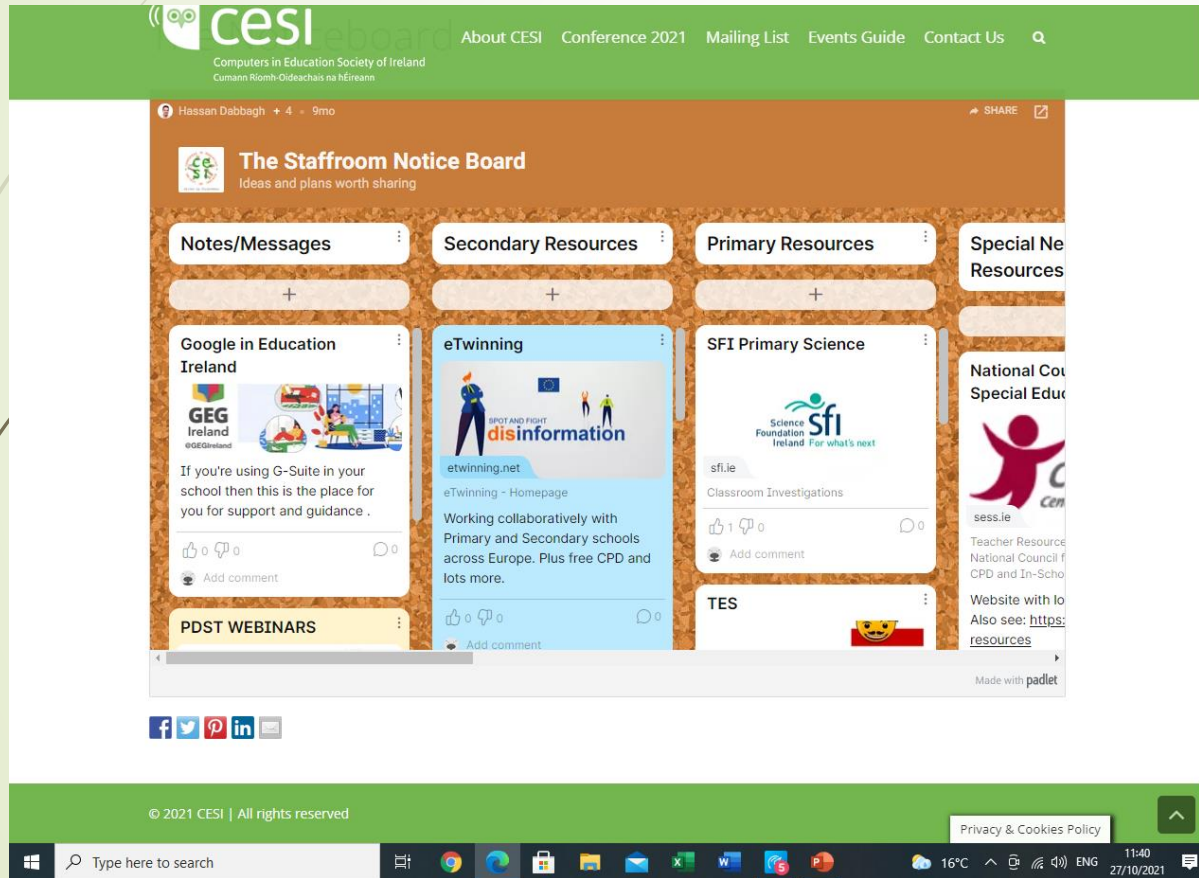 cesi
Computers in Education Society of Ireland
Cumann Ríomh-Oideachais na hÉireann
About CESI Conference 2021 Mailing List Events Guide Contact Us
Hassan Dabbagh + 4 • 9mo
SHARE
The Staffroom Notice Board
Ideas and plans worth sharing
Notes/Messages
+
Google in Education
Ireland
GEG
Ireland
@GEGIreland
If you're using G-Suite in your
school then this is the place for
you for support and guidance .
0 0 0
Add comment
PDST WEBINARS
Secondary Resources
+
eTwinning
SPOT AND FIGHT
disinformation
etwinning.net
eTwinning - Homepage
Working collaboratively with
Primary and Secondary schools
across Europe. Plus free CPD and
lots more.
0 0 0
Add comment
Primary Resources
+
SFI Primary Science
Science
Foundation
Ireland
sfi
For what's next
sfi.ie
Classroom Investigations
1 0 0
Add comment
TES
Special Ne
Resources
National Cou
Special Educ
C
Cen
sess.ie
Teacher Resource
National Council f
CPD and In-Scho
Website with lo
Also see: https:
resources
Made with padlet
© 2021 CESI | All rights reserved
Privacy & Cookies Policy
Type here to search
16°C ENG
11:40
27/10/2021